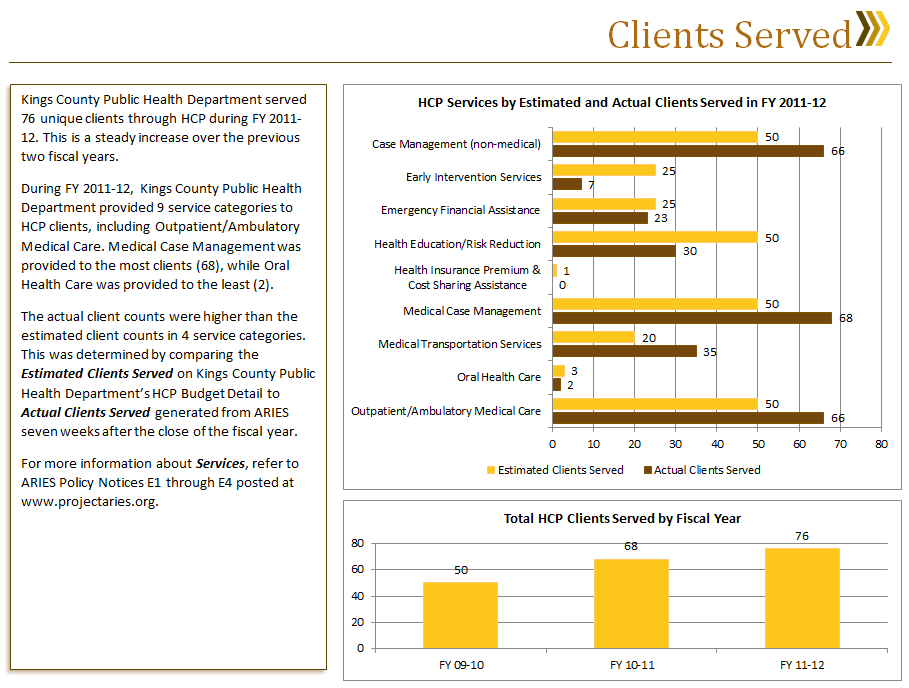 Clients Served
Kings County Public Health Department served
76 unique clients through HCP during FY 2011-
12. This is a steady increase over the previous
two fiscal years.
During FY 2011-12, Kings County Public Health
Department provided 9 service categories to
HCP clients, including Outpatient/Ambulatory
Medical Care. Medical Case Management was
provided to the most clients (68), while Oral
Health Care was provided to the least (2).
The actual client counts were higher than the
estimated client counts in 4 service categories.
This was determined by comparing the
Estimated Clients Served on Kings County Public
Health Department's HCP Budget Detail to
Actual Clients Served generated from ARIES
seven weeks after the close of the fiscal year.
For more information about Services, refer to
ARIES Policy Notices E1 through E4 posted at
www.projectaries.org.
HCP Services by Estimated and Actual Clients Served in FY 2011-12
Case Management (non-medical)
50
66
Early Intervention Services
25
7
Emergency Financial Assistance
25
23
Health Education/Risk Reduction
50
30
Health Insurance Premium &
Cost Sharing Assistance
1
0
Medical Case Management
50
68
Medical Transportation Services
20
35
Oral Health Care
3
2
Outpatient/Ambulatory Medical Care
50
66
0 10 20 30 40 50 60 70 80
Estimated Clients Served Actual Clients Served
Total HCP Clients Served by Fiscal Year
80
60
40
20
0
50
68
76
FY 09-10 FY 10-11 FY 11-12